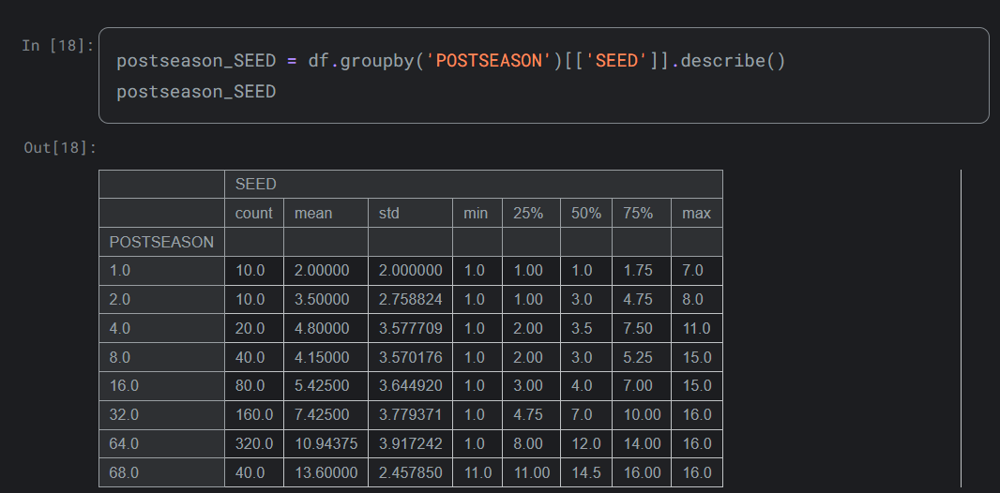 In [18]:
postseason_SEED = df.groupby('POSTSEASON')[['SEED']].describe()
postseason_SEED
Out[18]:
SEED
count mean std min 25% 50% 75% max
POSTSEASON
1.0 10.0 2.00000 2.000000 1.0 1.00 1.0 1.75 7.0
2.0 10.0 3.50000 2.758824 1.0 1.00 3.0 4.75 8.0
4.0 20.0 4.80000 3.577709 1.0 2.00 3.5 7.50 11.0
8.0 40.0 4.15000 3.570176 1.0 2.00 3.0 5.25 15.0
16.0 80.0 5.42500 3.644920 1.0 3.00 4.0 7.00 15.0
32.0 160.0 7.42500 3.779371 1.0 4.75 7.0 10.00 16.0
64.0 320.0 10.94375 3.917242 1.0 8.00 12.0 14.00 16.0
68.0 40.0 13.60000 2.457850 11.0 11.00 14.5 16.00 16.0